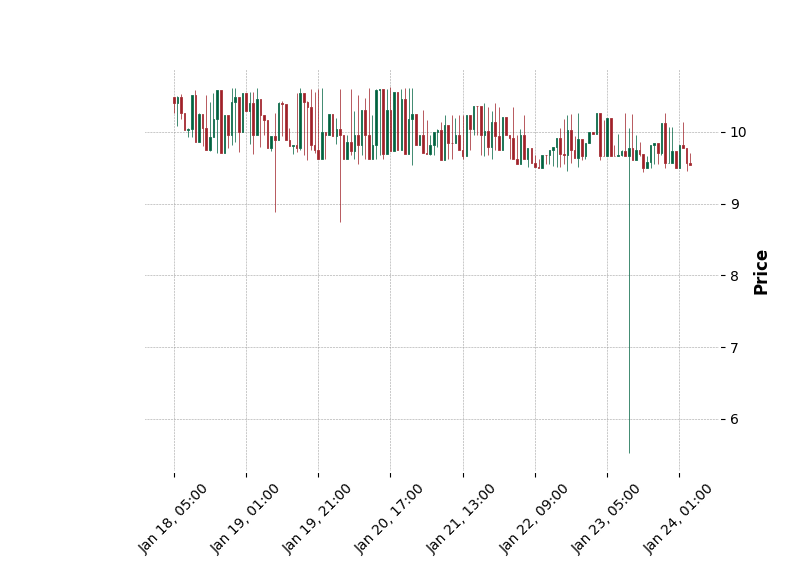 10
9
8
7
6
Price
Jan 18, 05:00
Jan 19, 01:00
Jan 19, 21:00
Jan 20, 17:00
Jan 21, 13:00
Jan 22, 09:00
Jan 23, 05:00
Jan 24, 01:00